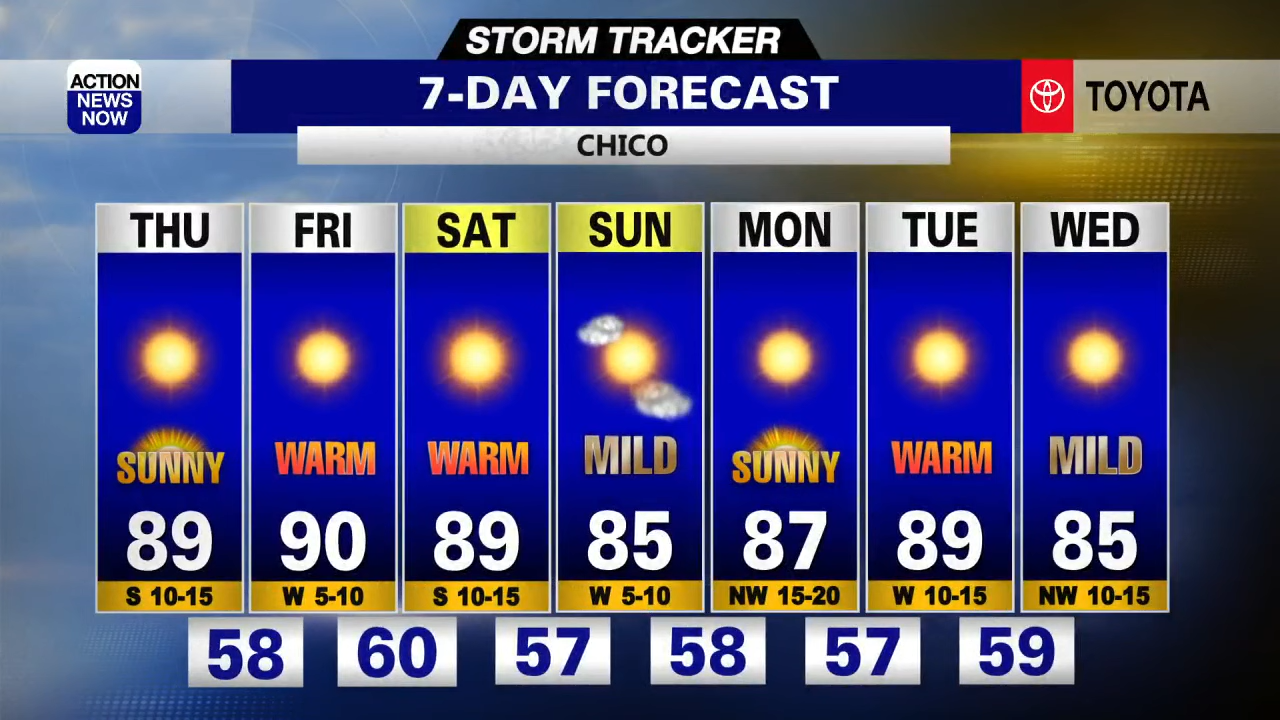 STORM TRACKER
ACTION
NEWS
NOW
7-DAY FORECAST
TOYOTA
CHICO
THU FRI SAT SUN MON TUE WED
SUNNY WARM WARM MILD SUNNY WARM MILD
89 90 89 85 87 89 85
S 10-15 W 5-10 S 10-15 W 5-10 NW 15-20 W 10-15 NW 10-15
58 60 57 58 57 59